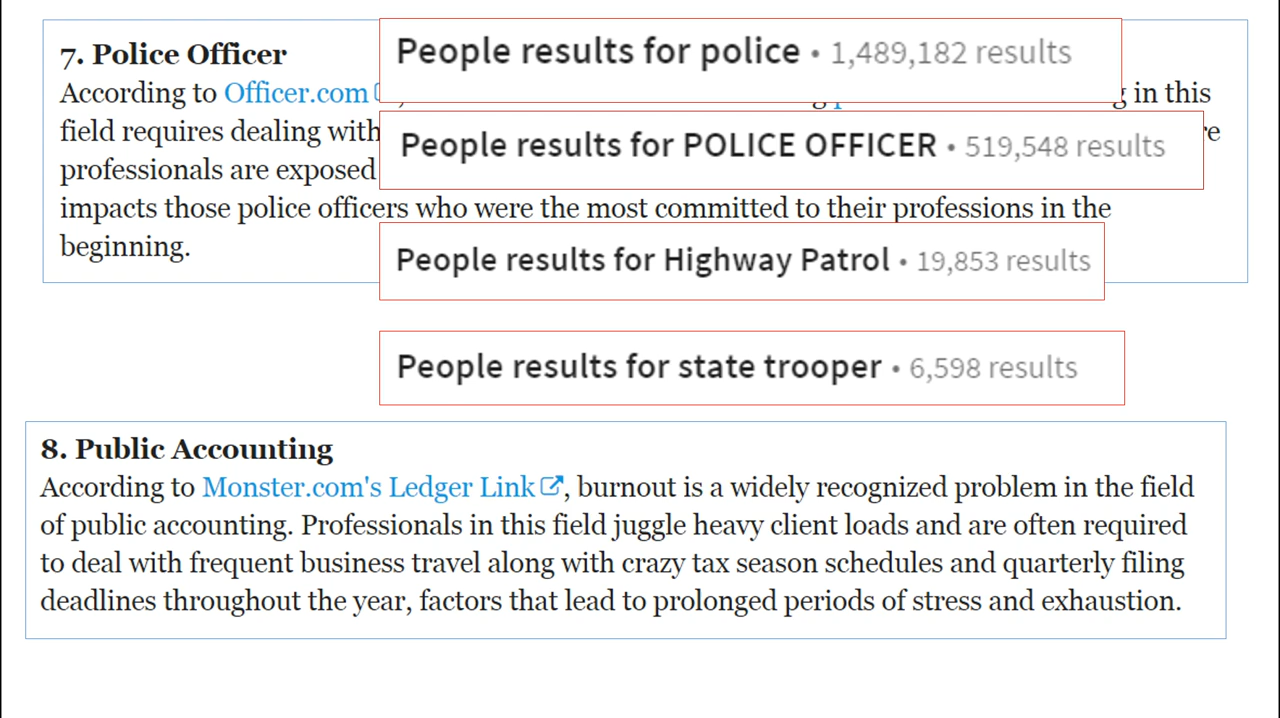 7. Police Officer
People results for police • 1,489,182 results
According to Officer.com
g in this
field requires dealing with
People results for POLICE OFFICER • 519,548 results
professionals are exposed
impacts those police officers who were the most committed to their professions in the
beginning.
People results for Highway Patrol • 19,853 results
People results for state trooper • 6,598 results
8. Public Accounting
According to Monster.com's Ledger Link, burnout is a widely recognized problem in the field
of public accounting. Professionals in this field juggle heavy client loads and are often required
to deal with frequent business travel along with crazy tax season schedules and quarterly filing
deadlines throughout the year, factors that lead to prolonged periods of stress and exhaustion.